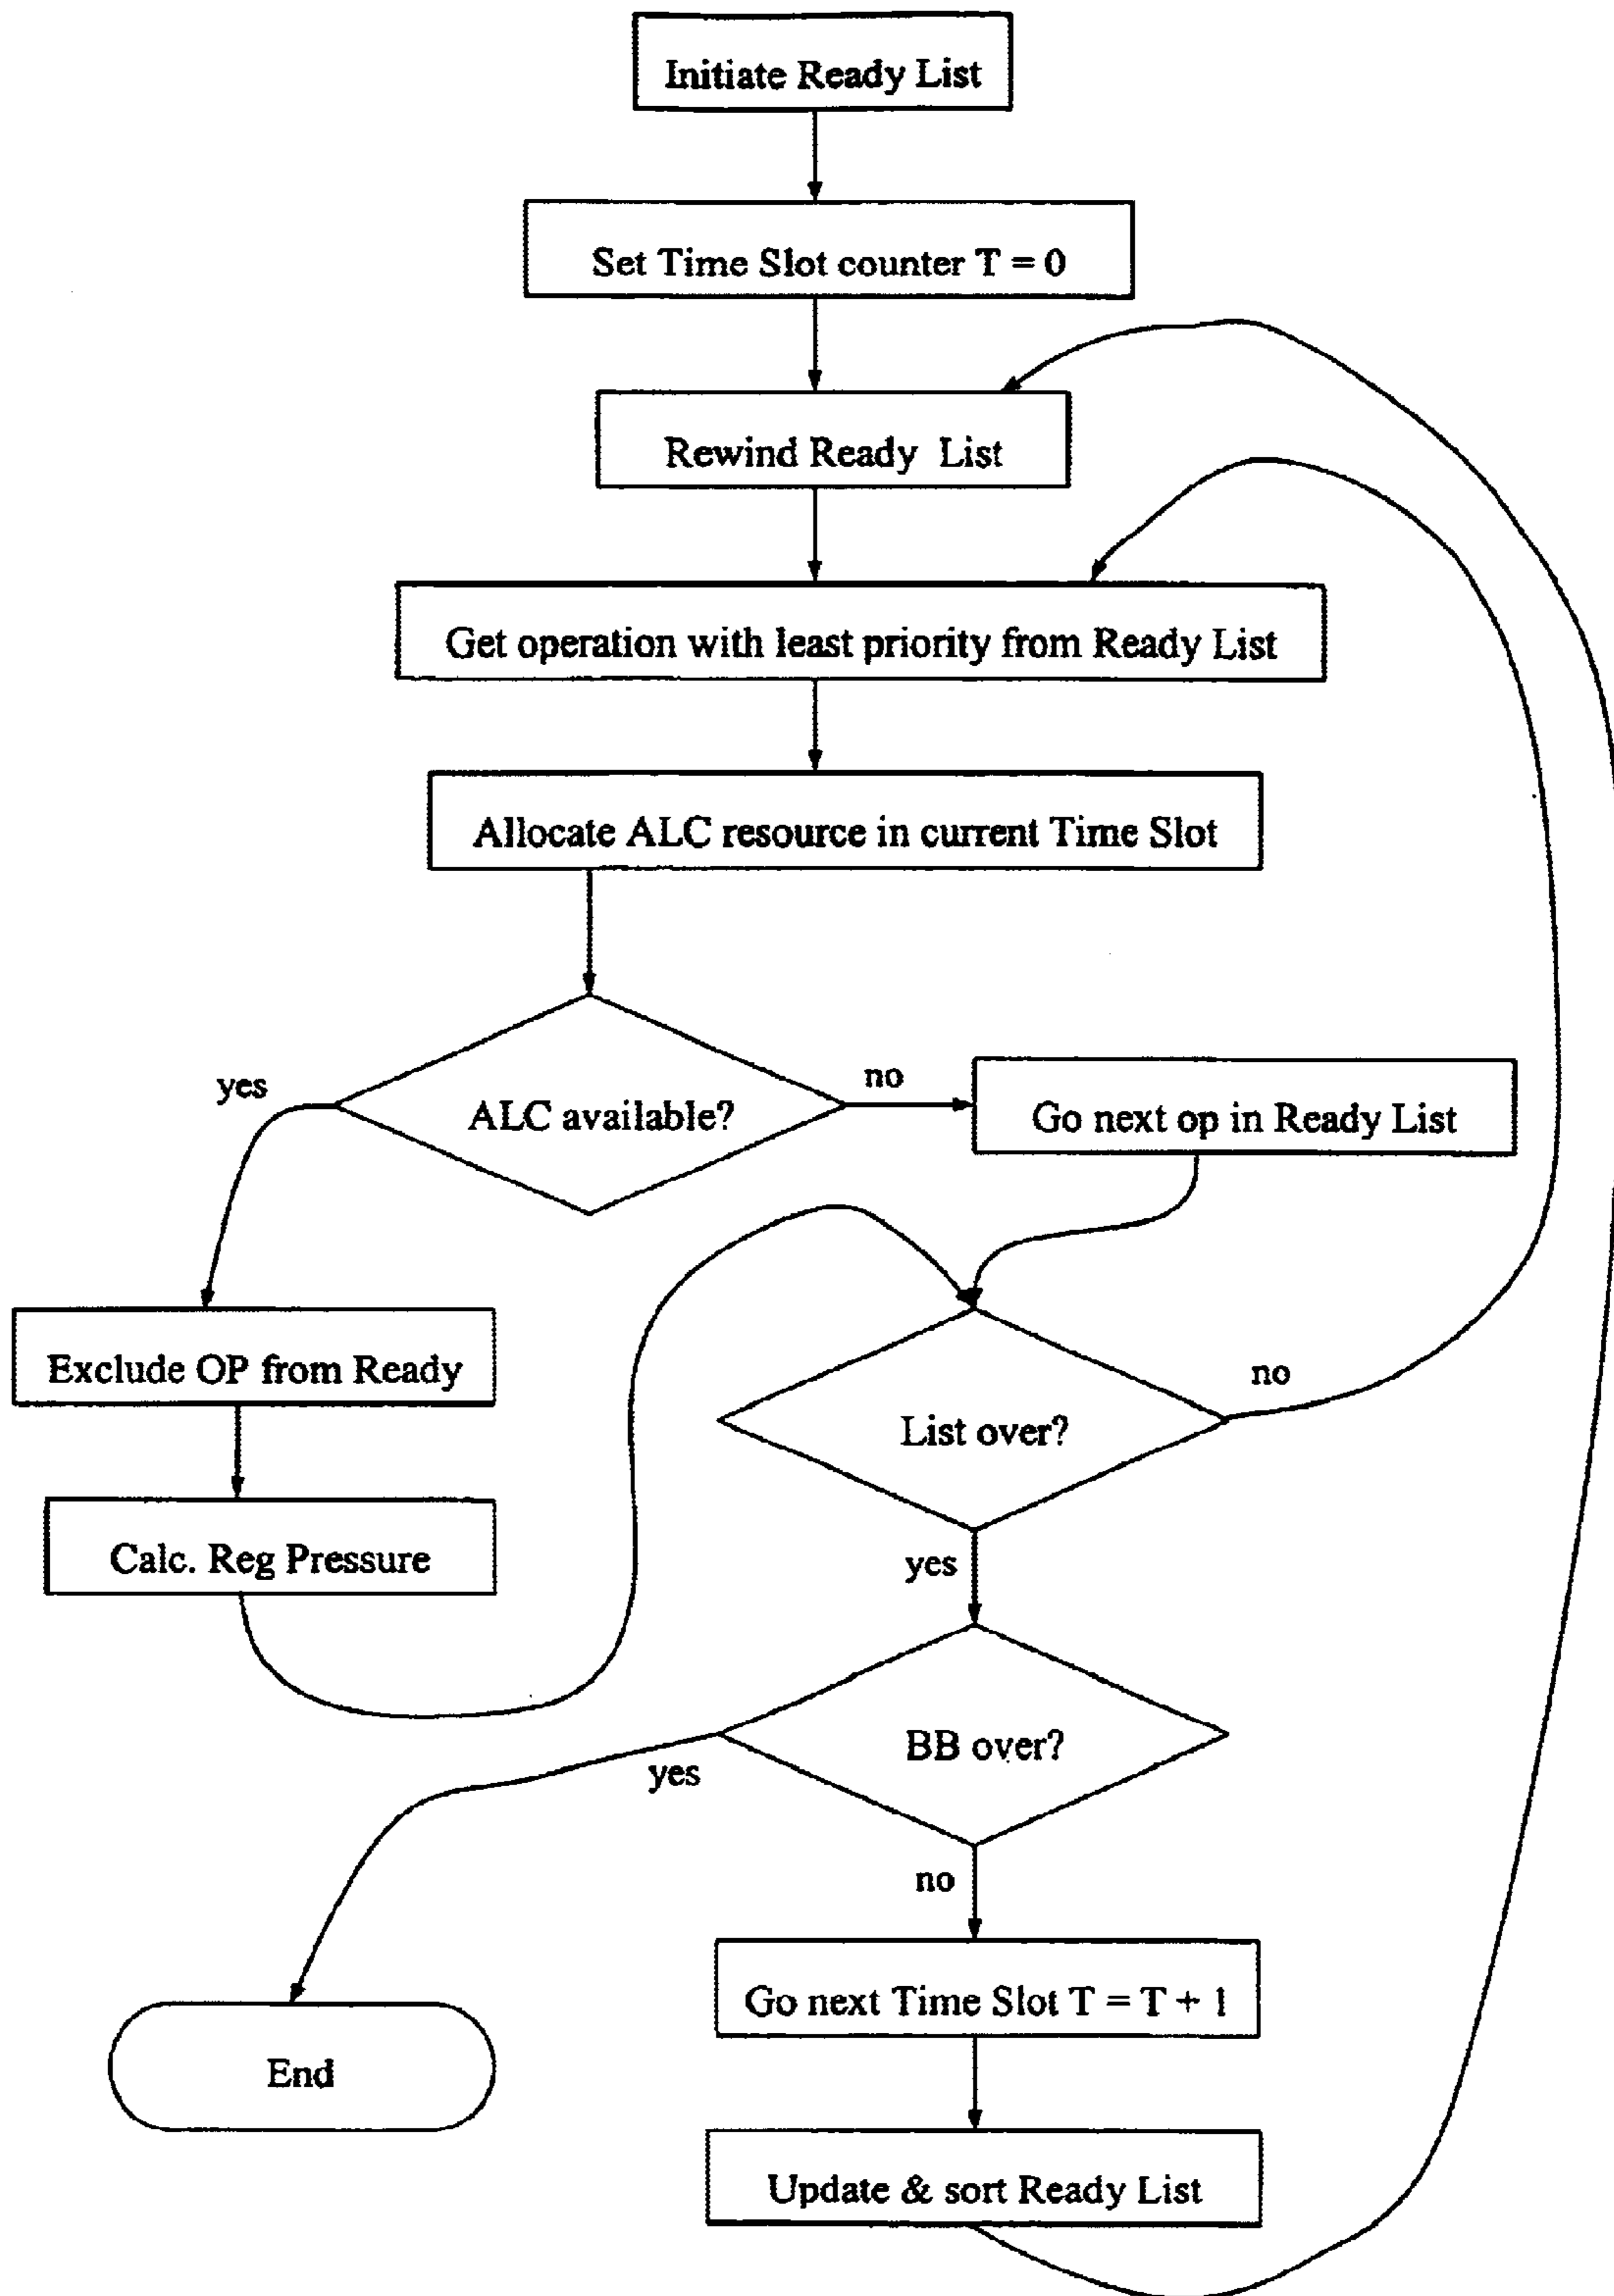 Initiate Ready List
Set Time Slot counter T = 0
Rewind Ready List
Get operation with least priority from Ready List
Allocate ALC resource in current Time Slot
yes
ALC available?
no
Go next op in Ready List
Exclude OP from Ready
List over?
no
Calc. Reg Pressure
yes
BB over?
yes
no
Go next Time Slot T = T + 1
End
Update & sort Ready List